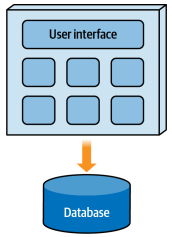 User interface
Database